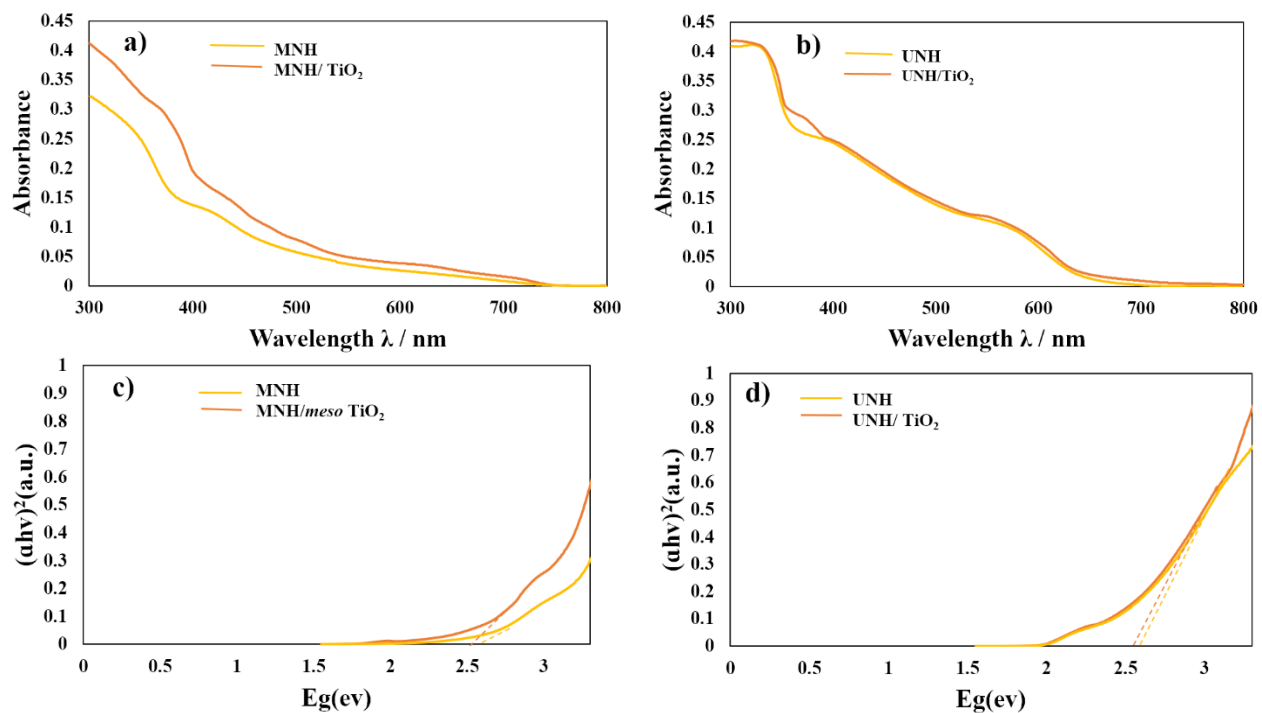 a)
MNH
MNH/ TiO₂
0.45
0.4
0.35
0.3
0.25
0.2
0.15
0.1
0.05
0
Absorbance
300 400 500 600 700 800
Wavelength λ / nm
b)
UNH
UNH/TiO₂
0.45
0.4
0.35
0.3
0.25
0.2
0.15
0.1
0.05
0
Absorbance
300 400 500 600 700 800
Wavelength λ / nm
c)
MNH
MNH/meso TiO₂
1
0.9
0.8
0.7
0.6
0.5
0.4
0.3
0.2
0.1
0
(αhv)²(a.u.)
0 0.5 1 1.5 2 2.5 3
Eg(ev)
d)
UNH
UNH/ TiO₂
1
0.9
0.8
0.7
0.6
0.5
0.4
0.3
0.2
0.1
0
(αhv)²(a.u.)
0 0.5 1 1.5 2 2.5 3
Eg(ev)